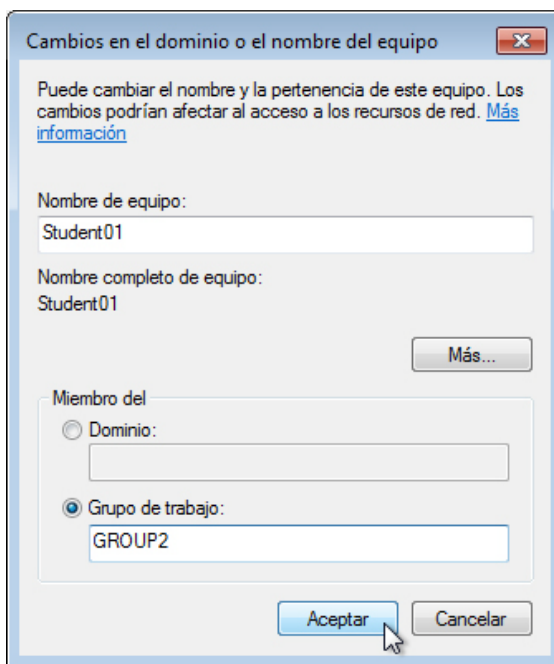 Cambios en el dominio o el nombre del equipo
Puede cambiar el nombre y la pertenencia de este equipo. Los
cambios podrían afectar al acceso a los recursos de red. Más
información
Nombre de equipo:
Student01
Nombre completo de equipo:
Student01
Más...
Miembro del
Dominio:
Grupo de trabajo:
GROUP2
Aceptar
Cancelar